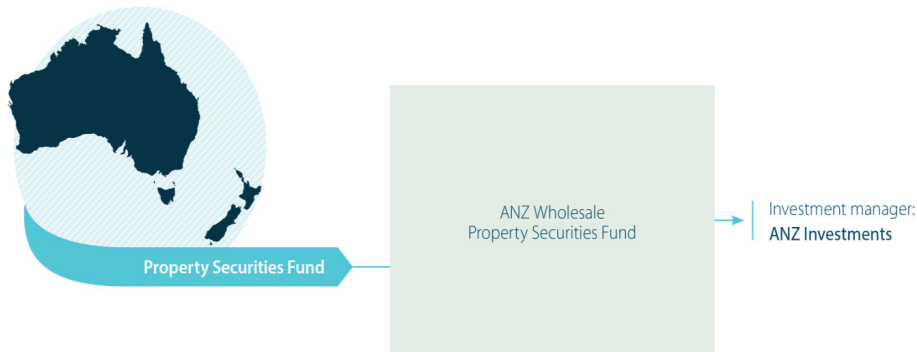 Property Securities Fund
ANZ Wholesale
Property Securities Fund
Investment manager:
ANZ Investments